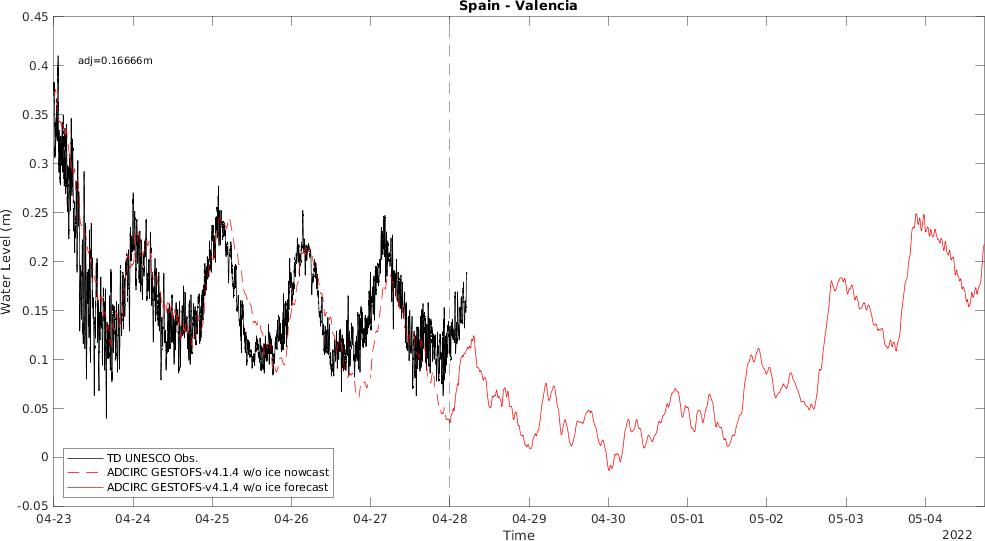 Spain - Valencia
adj=0.16666m
Water Level (m)
0.45
0.4
0.35
0.3
0.25
0.2
0.15
0.1
0.05
0
-0.05
TD UNESCO Obs.
ADCIRC GESTOFS-v4.1.4 w/o ice nowcast
ADCIRC GESTOFS-v4.1.4 w/o ice forecast
04-23 04-24 04-25 04-26 04-27 04-28 04-29 04-30 05-01 05-02 05-03 05-04
Time
2022